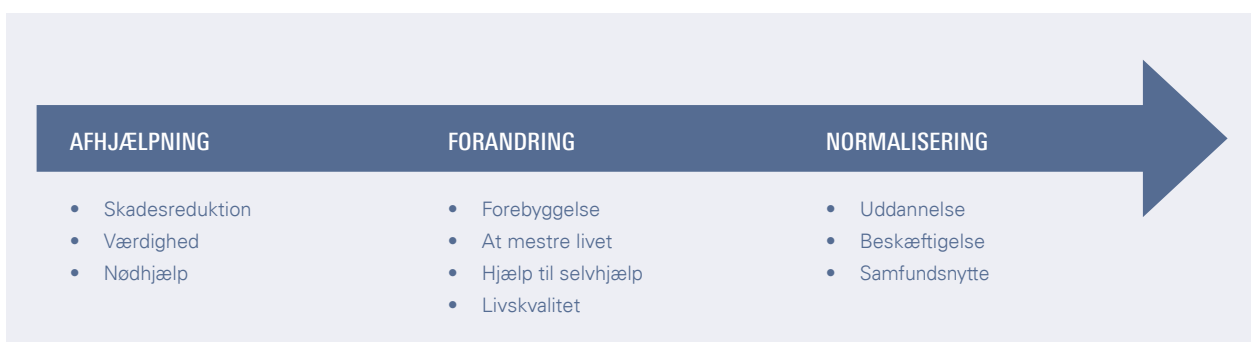 AFHJÆLPNING
• Skadesreduktion
• Værdighed
• Nødhjælp
FORANDRING
• Forebyggelse
• At mestre livet
• Hjælp til selvhjælp
• Livskvalitet
NORMALISERING
• Uddannelse
• Beskæftigelse
• Samfundsnytte